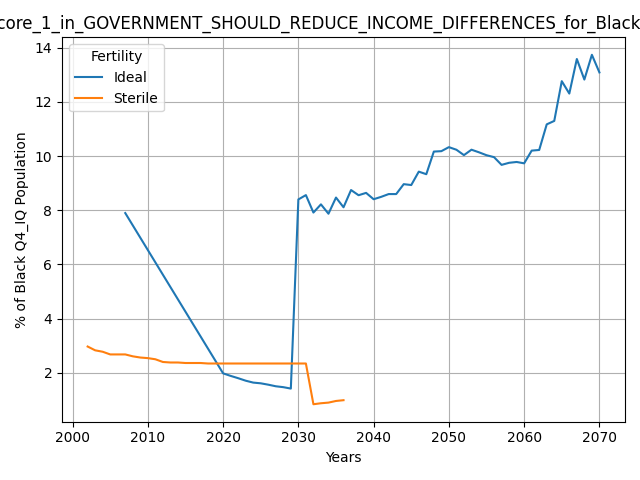 core_1_in_GOVERNMENT_SHOULD_REDUCE_INCOME_DIFFERENCES_for_Black
Fertility
Ideal
Sterile
% of Black Q4_IQ Population
14
12
10
8
6
4
2
2000 2010 2020 2030 2040 2050 2060 2070
Years